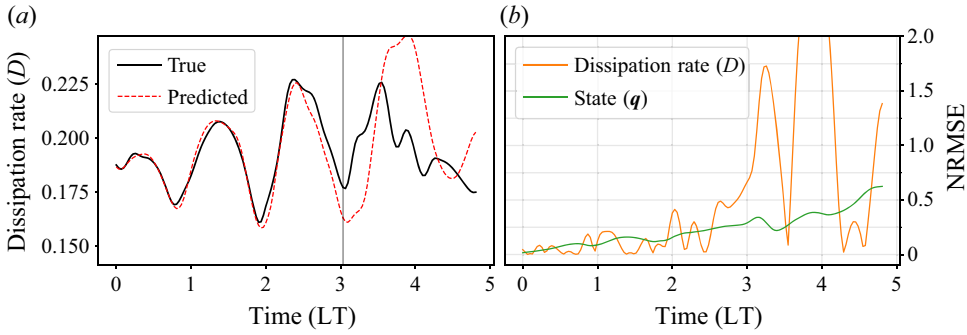 (a)
Dissipation rate (D)
0.225
0.200
0.175
0.150
True
Predicted
0 1 2 3 4 5
Time (LT)
(b)
Dissipation rate (D)
State (q)
2.0
1.5
1.0
0.5
0
NRMSE
0 1 2 3 4 5
Time (LT)